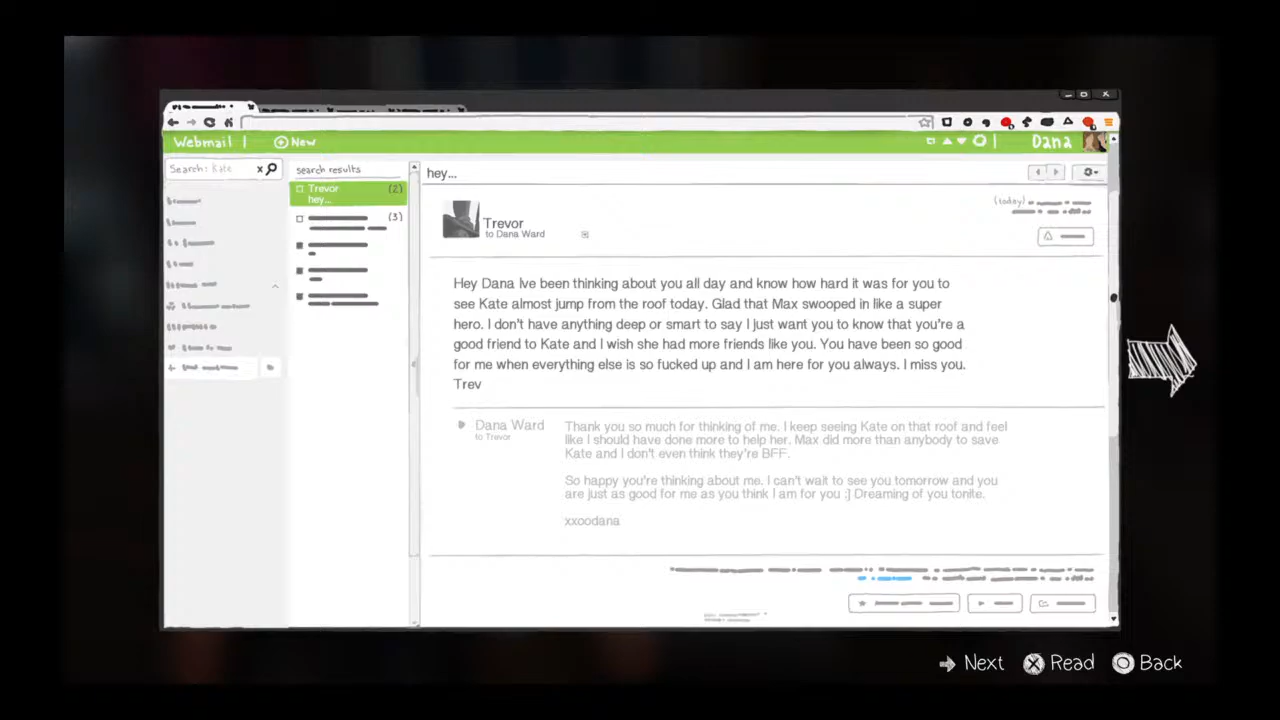 Webmail | New Dana
Search: Kate x search results hey...
Trevor (2)
hey...
(3)
(today)
Trevor
to Dana Ward
Hey Dana Ive been thinking about you all day and know how hard it was for you to
see Kate almost jump from the roof today. Glad that Max swooped in like a super
hero. I don't have anything deep or smart to say I just want you to know that you're a
good friend to Kate and I wish she had more friends like you. You have been so good
for me when everything else is so fucked up and I am here for you always. I miss you.
Trev
Dana Ward
to Trevor
Thank you so much for thinking of me. I keep seeing Kate on that roof and feel
like I should have done more to help her. Max did more than anybody to save
Kate and I don't even think they're BFF.
So happy you're thinking about me. I can't wait to see you tomorrow and you
are just as good for me as you think I am for you :] Dreaming of you tonite.
xxoodana
Next Read Back